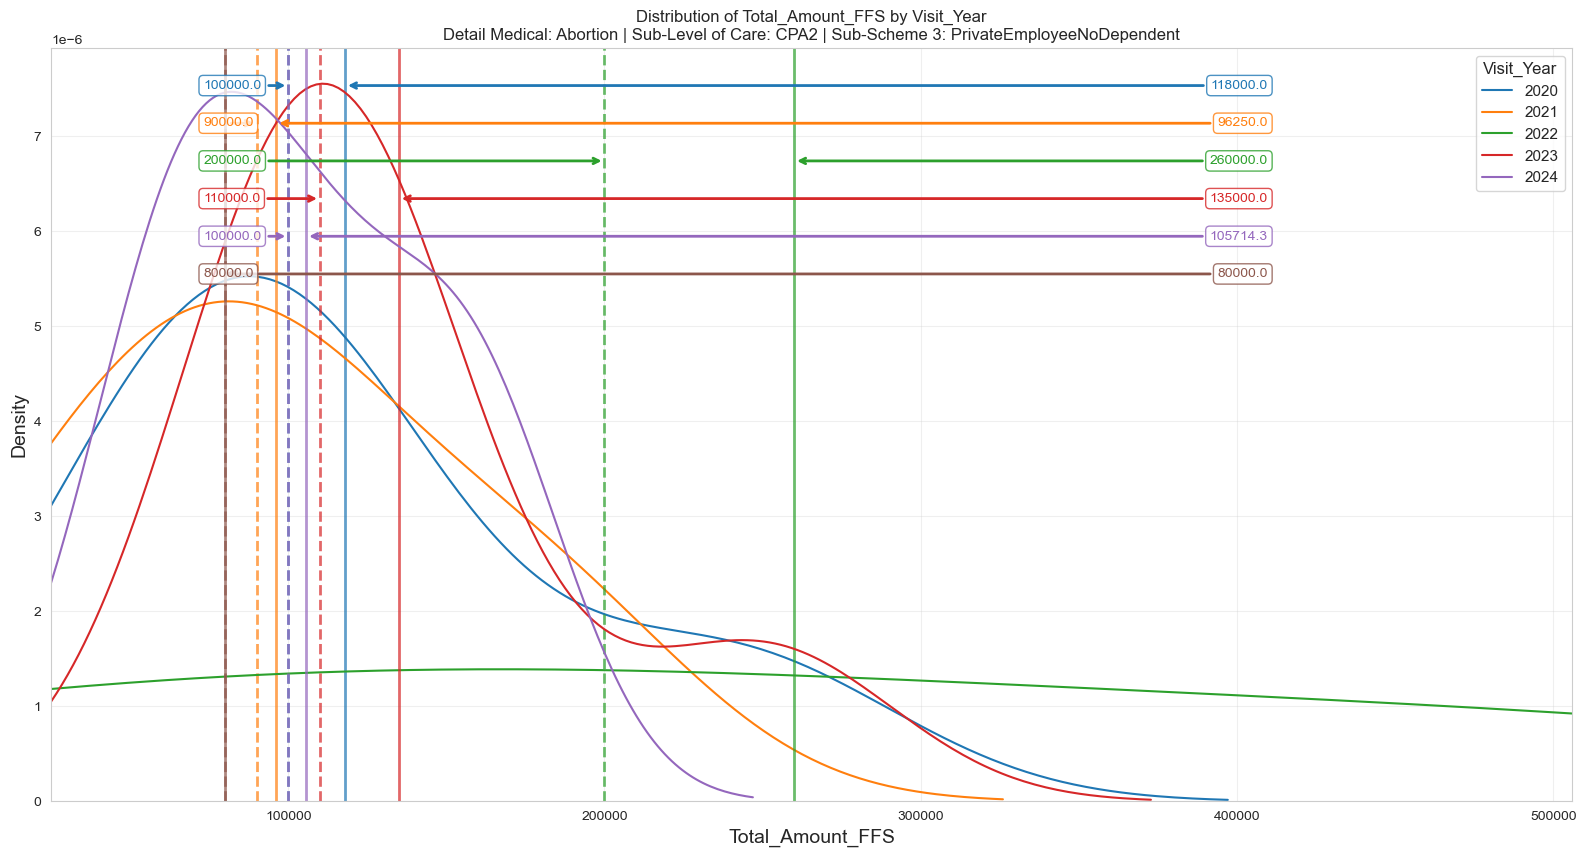 Distribution of Total_Amount_FFS by Visit_Year
Detail Medical: Abortion | Sub-Level of Care: CPA2 | Sub-Scheme 3: PrivateEmployeeNoDependent
1e−6
Visit_Year
2020
2021
2022
2023
2024
100000.0 118000.0
90000.0 96250.0
200000.0 260000.0
110000.0 135000.0
100000.0 105714.3
80000.0 80000.0
7
6
5
4
3
2
1
0
Density
100000 200000 300000 400000 500000
Total_Amount_FFS